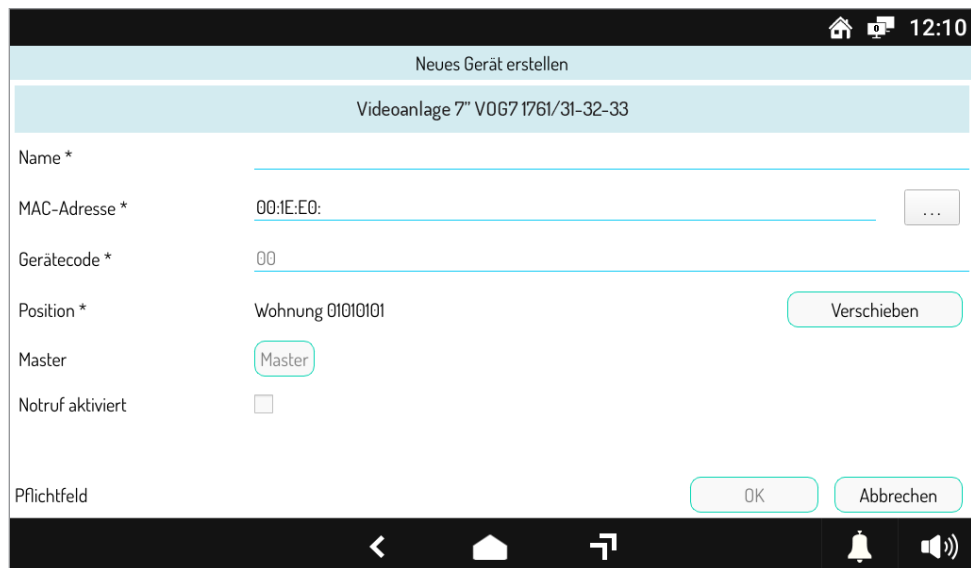 12:10
Neues Gerät erstellen
Videoanlage 7" VOG7 1761/31-32-33
Name *
MAC-Adresse * 00:1E:E0: ...
Gerätecode * 00
Position * Wohnung 01010101 Verschieben
Master Master
Notruf aktiviert
Pflichtfeld OK Abbrechen